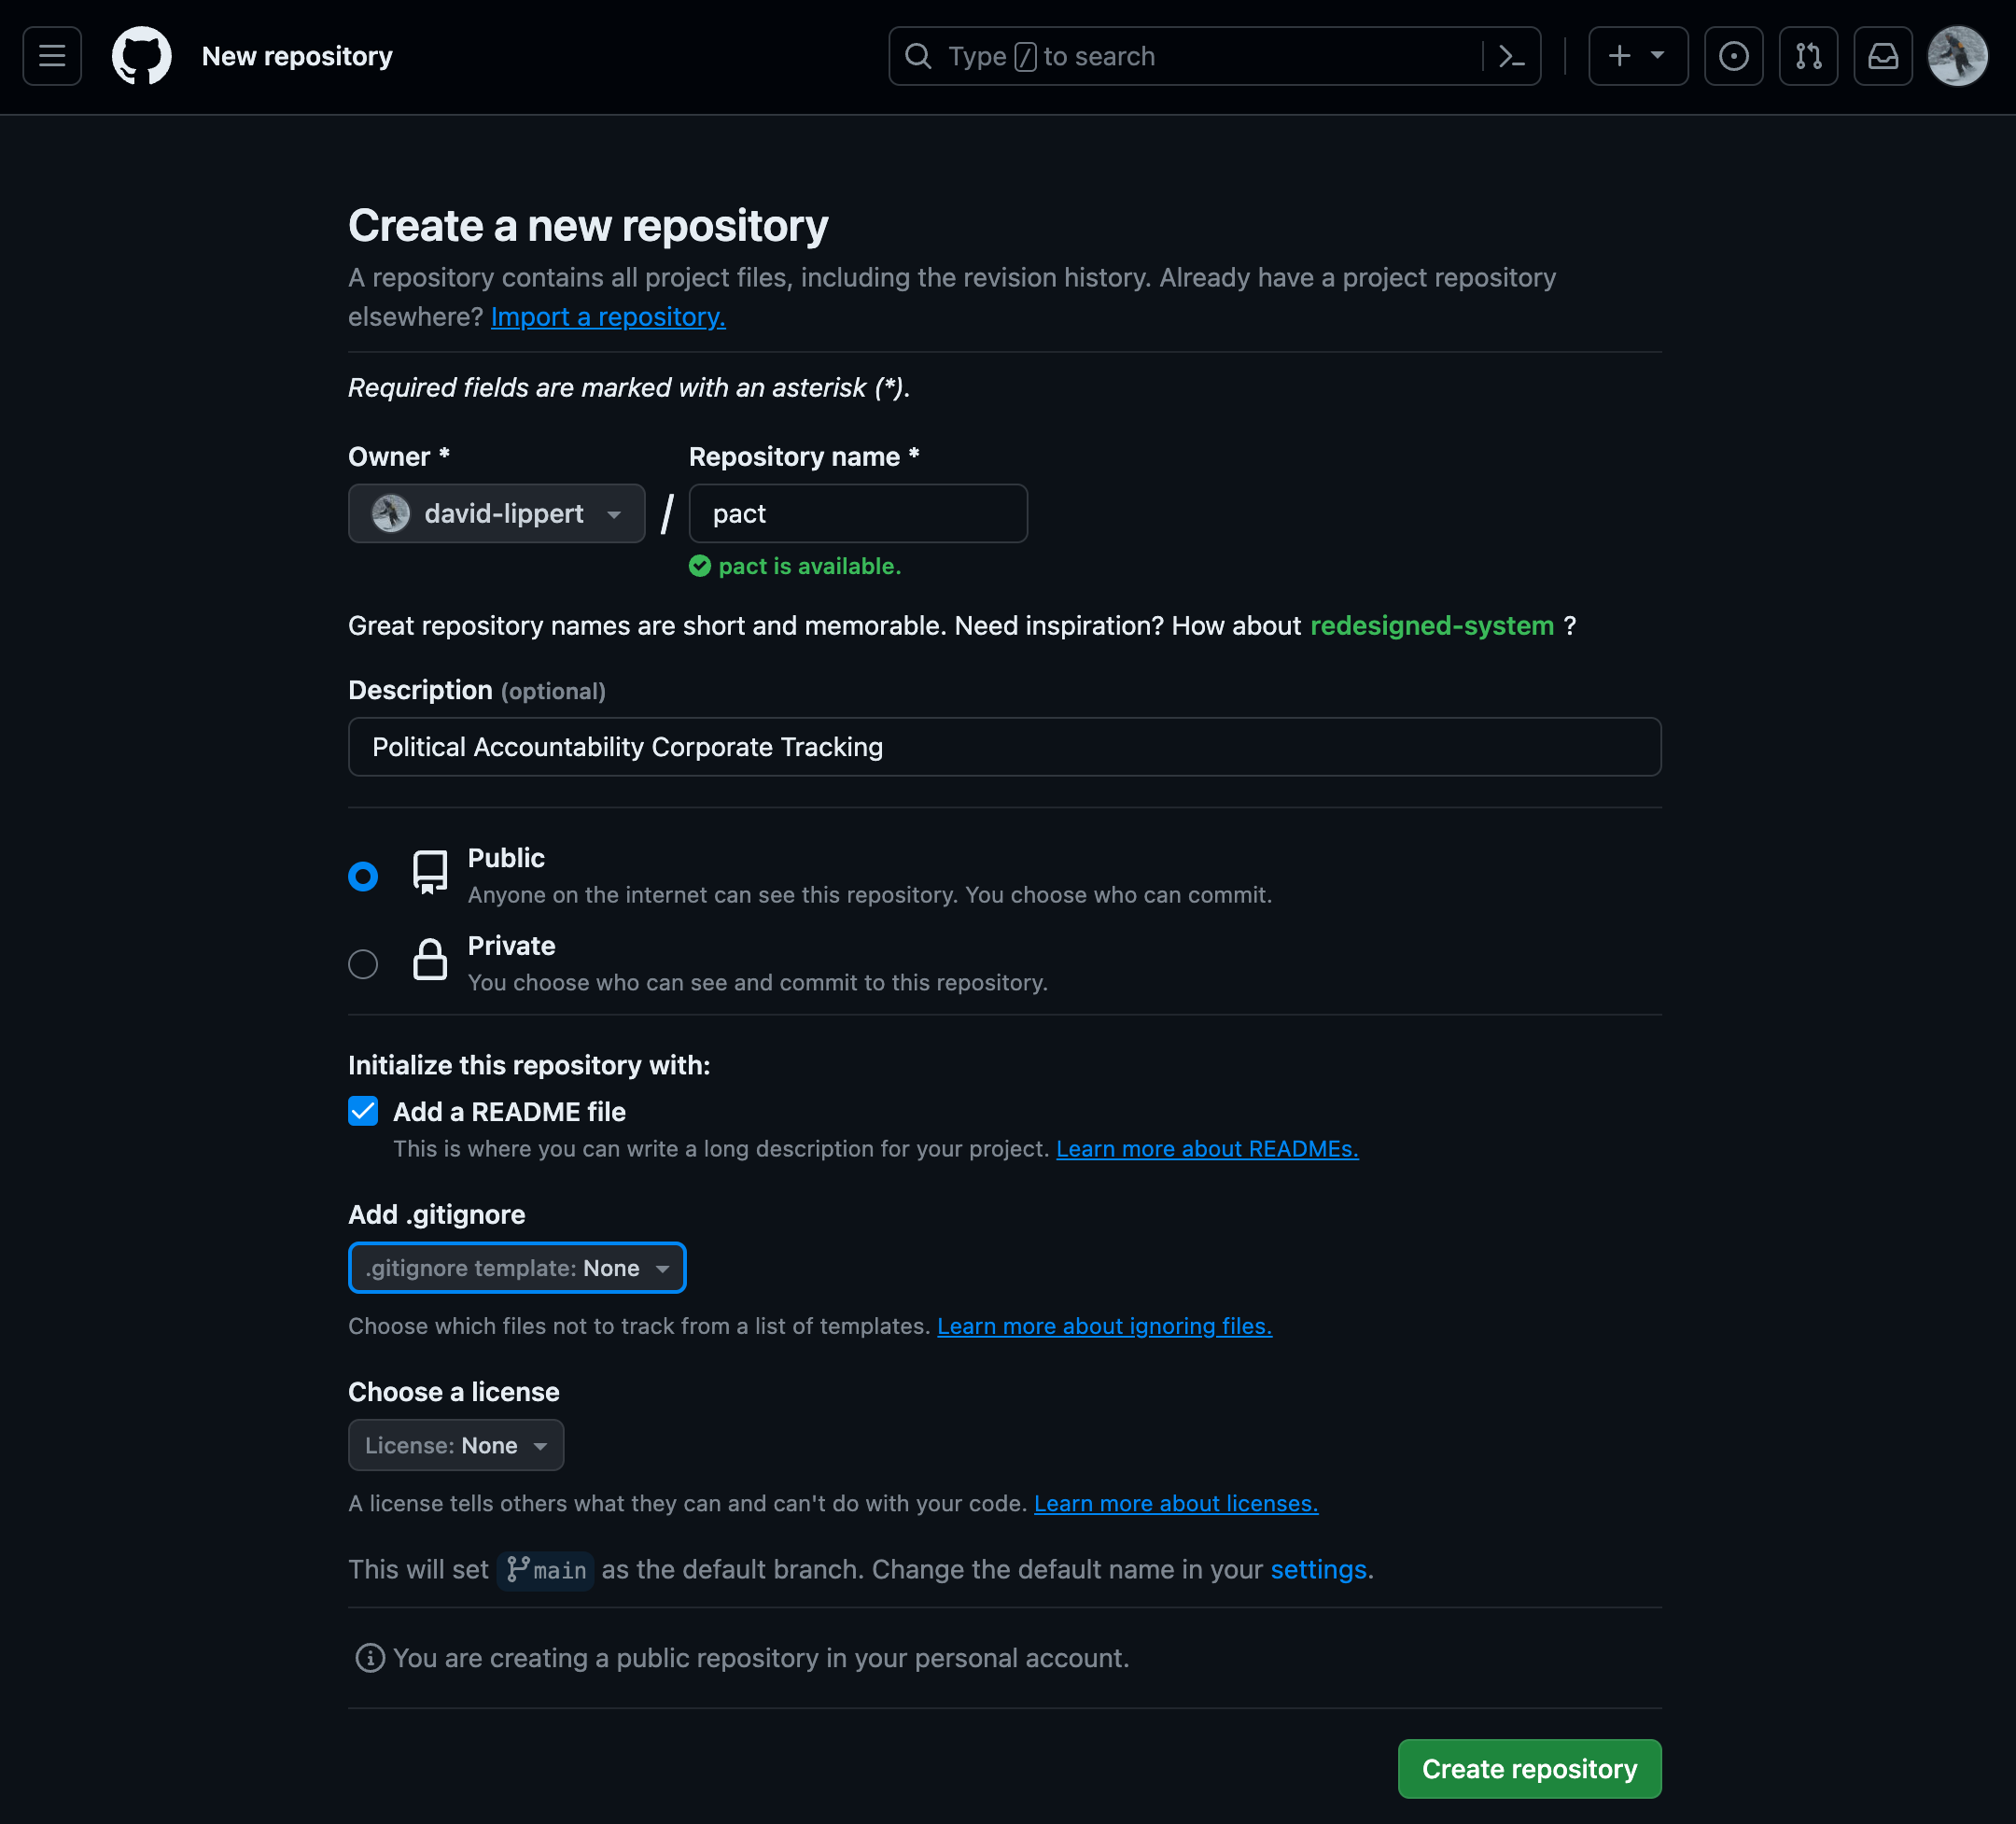 New repository
Type / to search
Create a new repository
A repository contains all project files, including the revision history. Already have a project repository
elsewhere? Import a repository.
Required fields are marked with an asterisk (*).
Owner * Repository name *
david-lippert / pact
pact is available.
Great repository names are short and memorable. Need inspiration? How about redesigned-system ?
Description (optional)
Political Accountability Corporate Tracking
Public
Anyone on the internet can see this repository. You choose who can commit.
Private
You choose who can see and commit to this repository.
Initialize this repository with:
Add a README file
This is where you can write a long description for your project. Learn more about READMEs.
Add .gitignore
.gitignore template: None
Choose which files not to track from a list of templates. Learn more about ignoring files.
Choose a license
License: None
A license tells others what they can and can't do with your code. Learn more about licenses.
This will set main as the default branch. Change the default name in your settings.
You are creating a public repository in your personal account.
Create repository